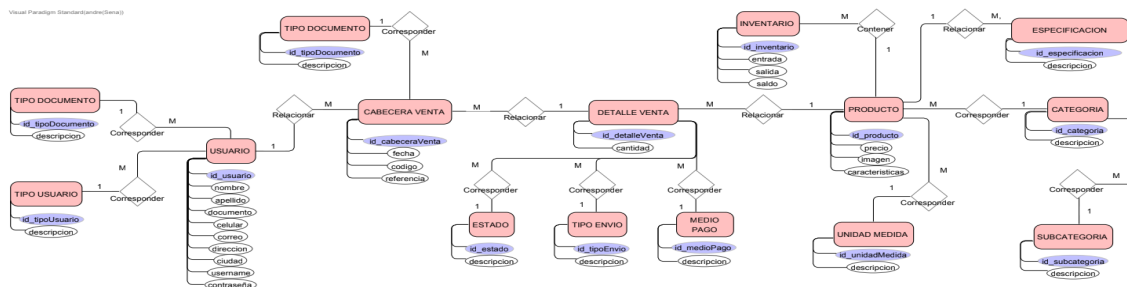 Visual Paradigm Standard(andre(Sena))
TIPO DOCUMENTO
id_tipoDocumento
descripcion
1
Corresponder
M
TIPO DOCUMENTO
id_tipoDocumento
descripcion
1
Corresponder
M
TIPO USUARIO
id_tipoUsuario
descripcion
1
Corresponder
M
USUARIO
id_usuario
nombre
apellido
documento
celular
correo
direccion
ciudad
username
contraseña
1
Relacionar
M
CABECERA VENTA
id_cabeceraVenta
fecha
codigo
referencia
M
Relacionar
1
DETALLE VENTA
id_detalleVenta
cantidad
M
Corresponder
1
ESTADO
id_estado
descripcion
M
Corresponder
1
TIPO ENVIO
id_tipoEnvio
descripcion
M
Corresponder
1
MEDIO
PAGO
id_medioPago
descripcion
M
Relacionar
1
INVENTARIO
id_inventario
entrada
salida
saldo
M
Contener
1
PRODUCTO
id_producto
precio
imagen
caracteristicas
M
Corresponder
1
UNIDAD MEDIDA
id_unidadMedida
descripcion
1
Relacionar
M,
ESPECIFICACION
id_especificacion
descripcion
M
Corresponder
1
CATEGORIA
id_categoria
descripcion
M
Corresponder
1
SUBCATEGORIA
id_subcategoria
descripcion